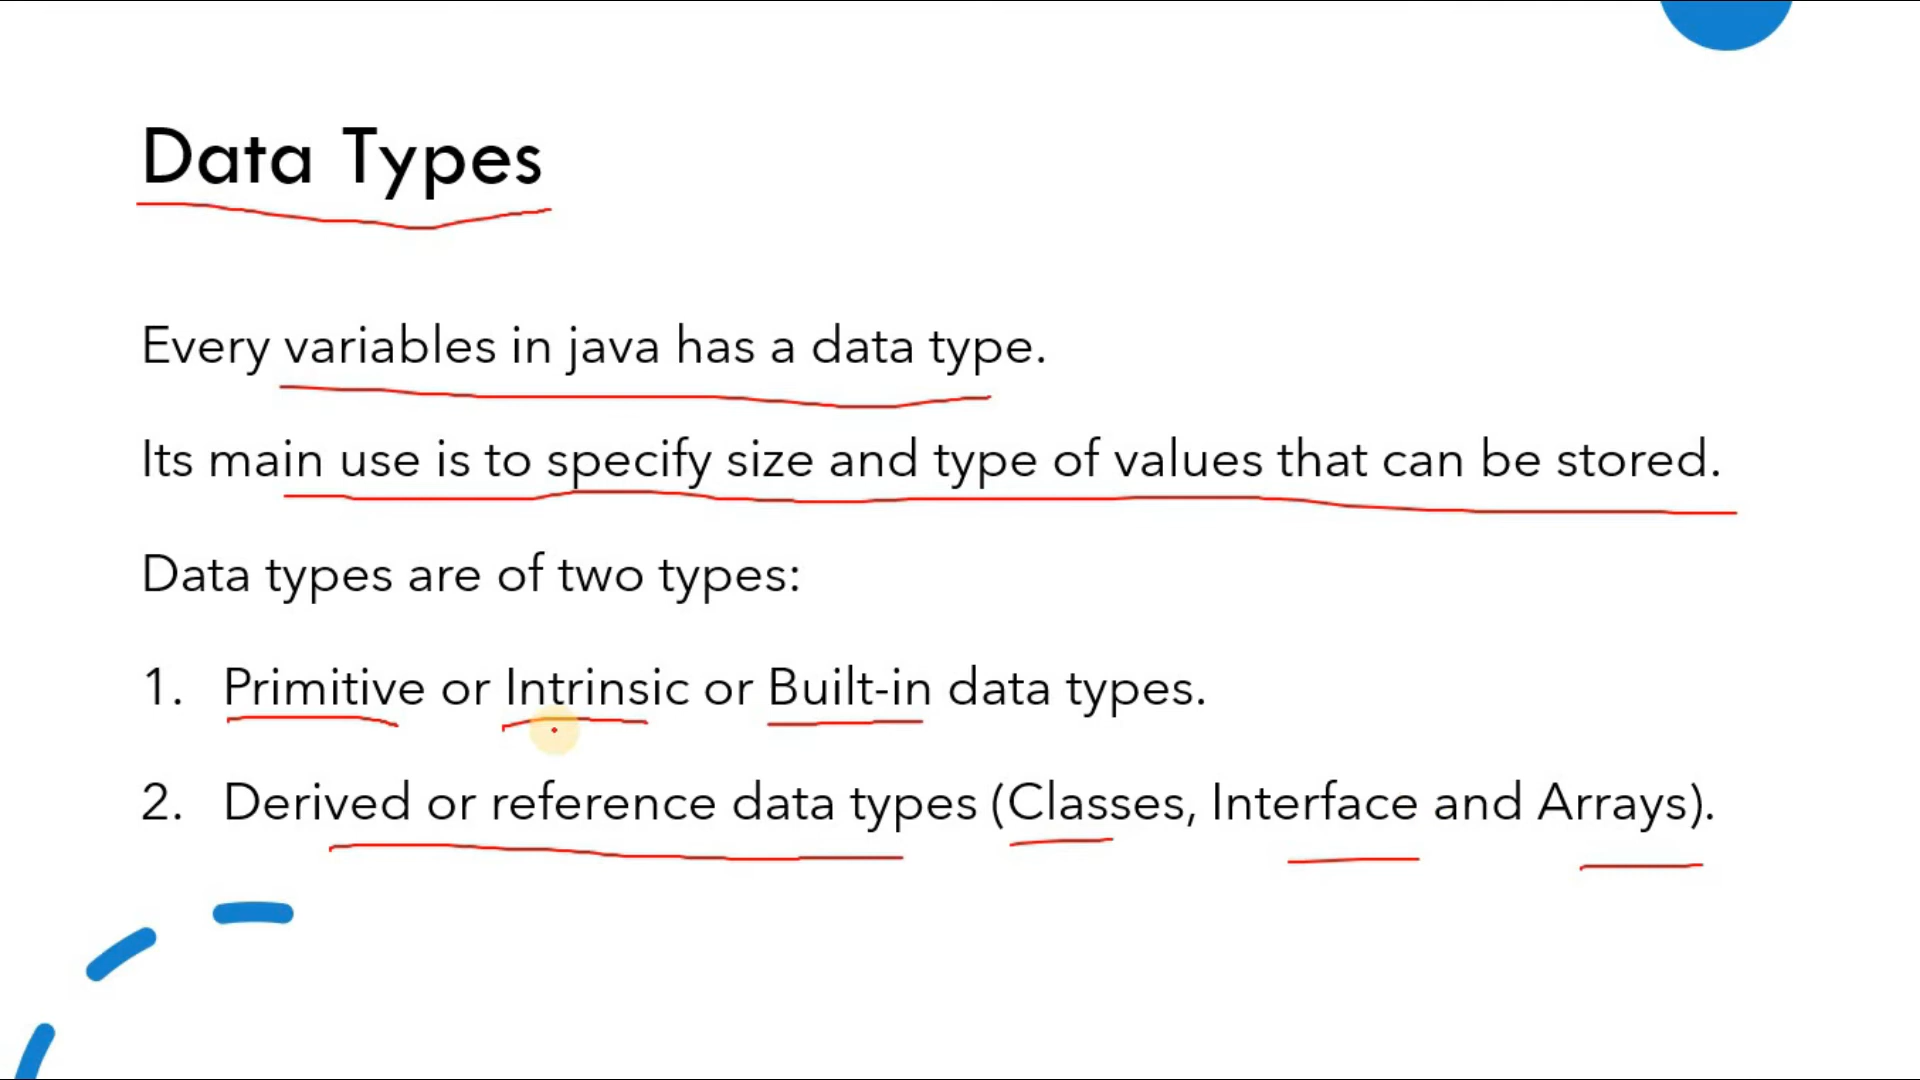 Data Types
Every variables in java has a data type.
Its main use is to specify size and type of values that can be stored.
Data types are of two types:
1. Primitive or Intrinsic or Built-in data types.
2. Derived or reference data types (Classes, Interface and Arrays).